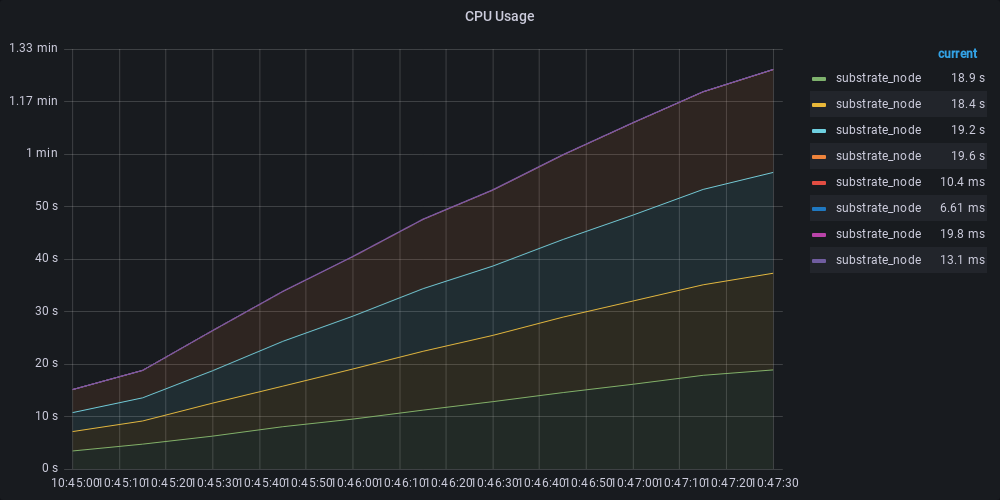 CPU Usage
1.33 min
1.17 min
1 min
50 s
40 s
30 s
20 s
10 s
0 s
10:45:00 10:45:10 10:45:20 10:45:30 10:45:40 10:45:50 10:46:00 10:46:10 10:46:20 10:46:30 10:46:40 10:46:50 10:47:00 10:47:10 10:47:20 10:47:30
current
substrate_node 18.9 s
substrate_node 18.4 s
substrate_node 19.2 s
substrate_node 19.6 s
substrate_node 10.4 ms
substrate_node 6.61 ms
substrate_node 19.8 ms
substrate_node 13.1 ms